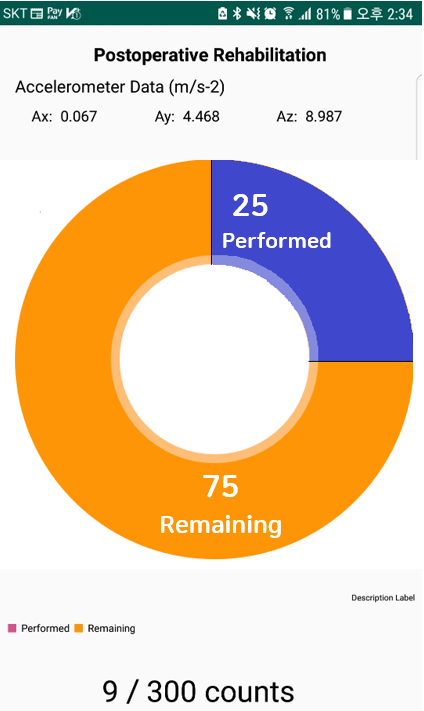 SKT Pay 81% 오후 2:34
Postoperative Rehabilitation
Accelerometer Data (m/s-2)
Ax: 0.067 Ay: 4.468 Az: 8.987
25
Performed
75
Remaining
Description Label
Performed Remaining
9 / 300 counts